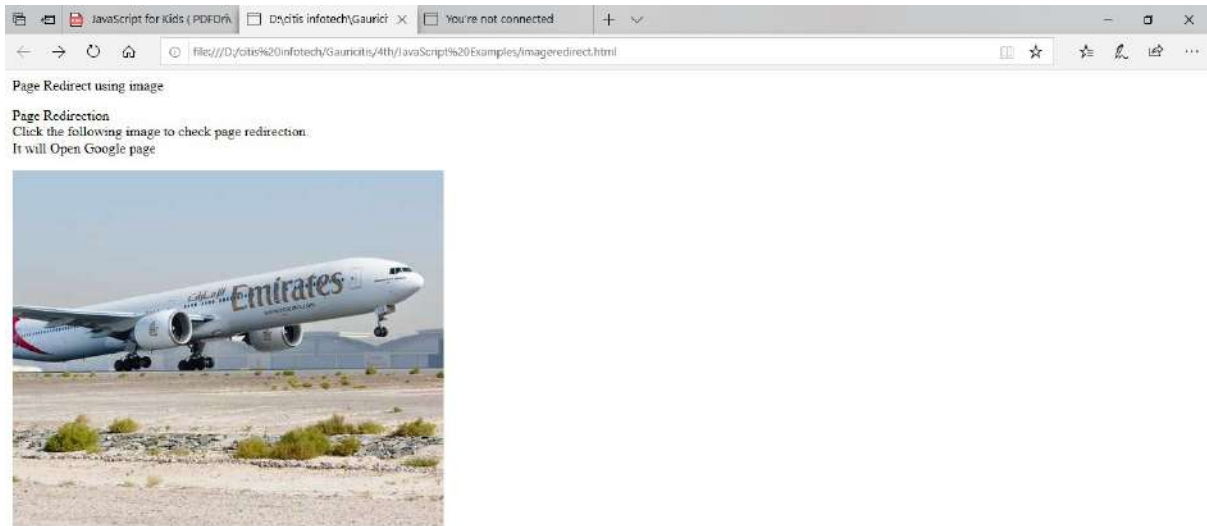 JavaScript for Kids ( PDFDri
D:\citis infotech\Gaurici
You're not connected
file:///D:/citis%20infotech/Gauricitis/4th/JavaScript%20Examples/imageredirect.html
Page Redirect using image
Page Redirection
Click the following image to check page redirection.
It will Open Google page
Emirates